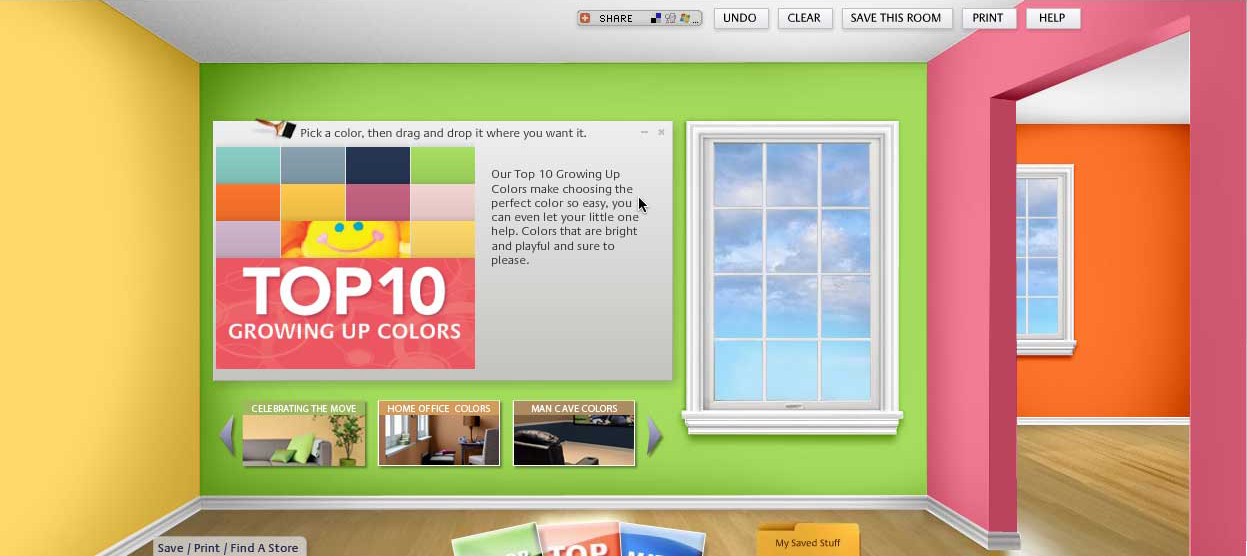 SHARE
UNDO
CLEAR
SAVE THIS ROOM
PRINT
HELP
Pick a color, then drag and drop it where you want it.
Our Top 10 Growing Up
Colors make choosing the
perfect color so easy, you
can even let your little one
help. Colors that are bright
and playful and sure to
please.
TOP10
GROWING UP COLORS
CELEBRATING THE MOVE
HOME OFFICE COLORS
MAN CAVE COLORS
TOP
My Saved Stuff
Save / Print / Find A Store